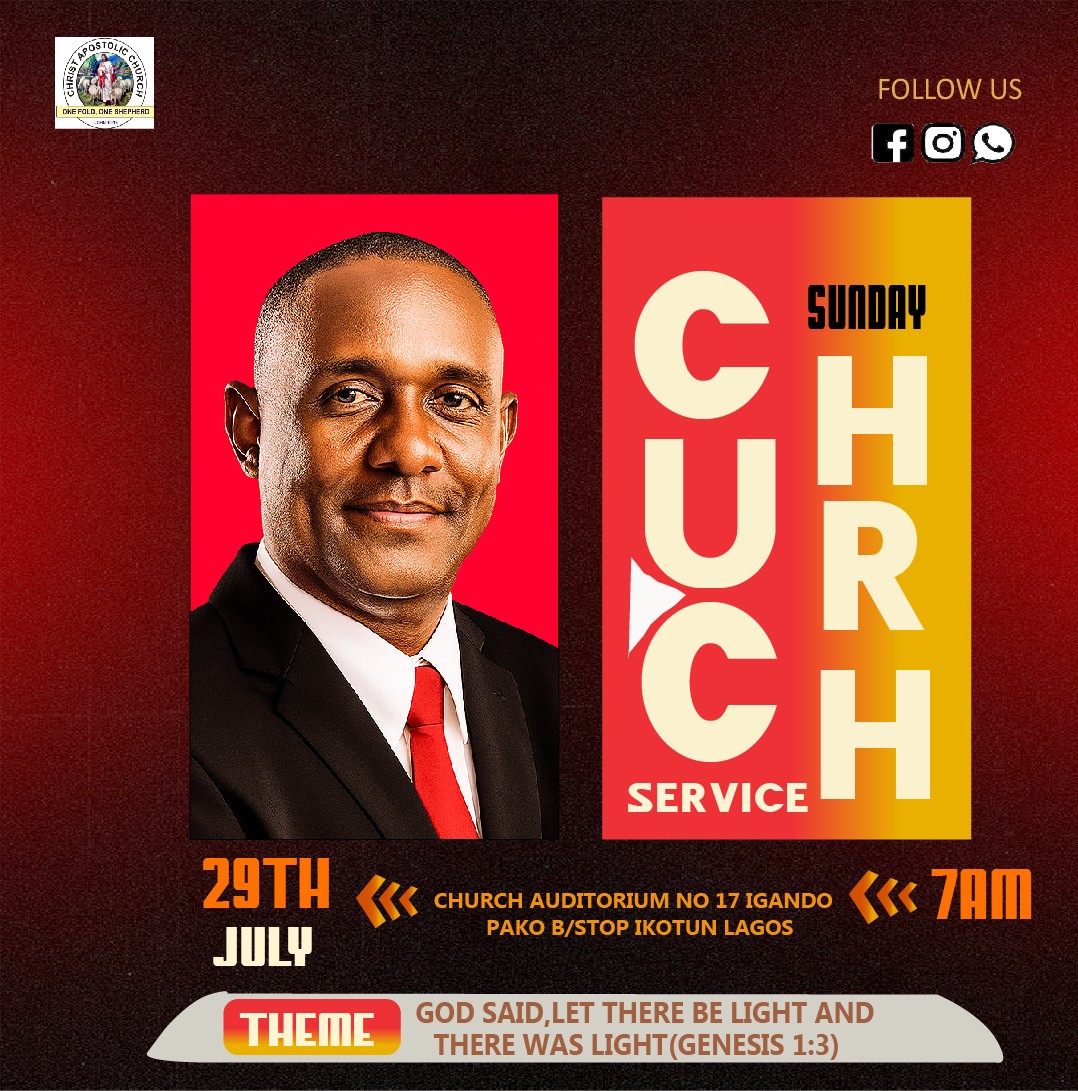 CHRIST APOSTOLIC CHURCH
ONE FOLD, ONE SHEPHERD
FOLLOW US
SUNDAY
CHURCH
SERVICE
29TH
JULY
CHURCH AUDITORIUM NO 17 IGANDO
PAKO B/STOP IKOTUN LAGOS
7AM
THEME
GOD SAID,LET THERE BE LIGHT AND
THERE WAS LIGHT(GENESIS 1:3)